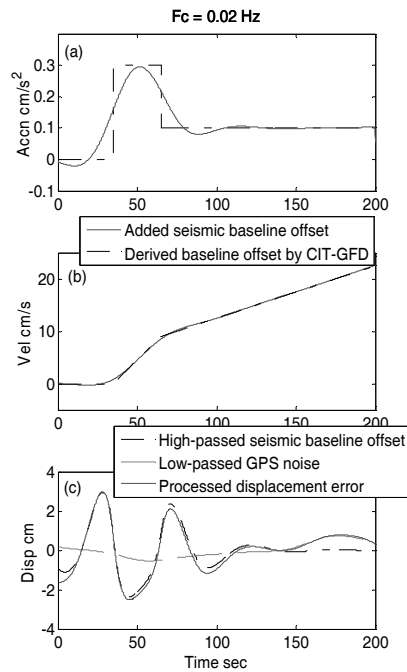 Fc = 0.02 Hz
(a)
Accn cm/s²
0.3
0.2
0.1
0
-0.1
0 50 100 150 200
Added seismic baseline offset
Derived baseline offset by CIT-GFD
(b)
Vel cm/s
20
10
0
0 50 100 150 200
High-passed seismic baseline offset
Low-passed GPS noise
Processed displacement error
(c)
Disp cm
2
0
-2
-4
0 50 100 150 200
Time sec